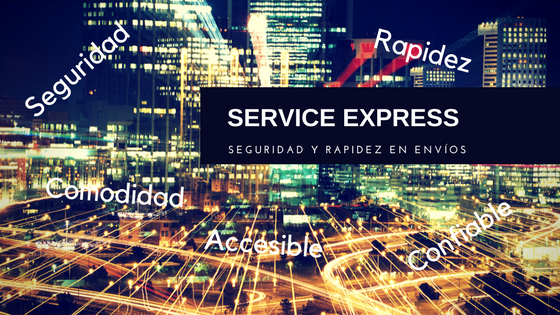 Seguridad
Rapidez
SERVICE EXPRESS
SEGURIDAD Y RAPIDEZ EN ENVÍOS
Comodidad
Accesible
Confiable